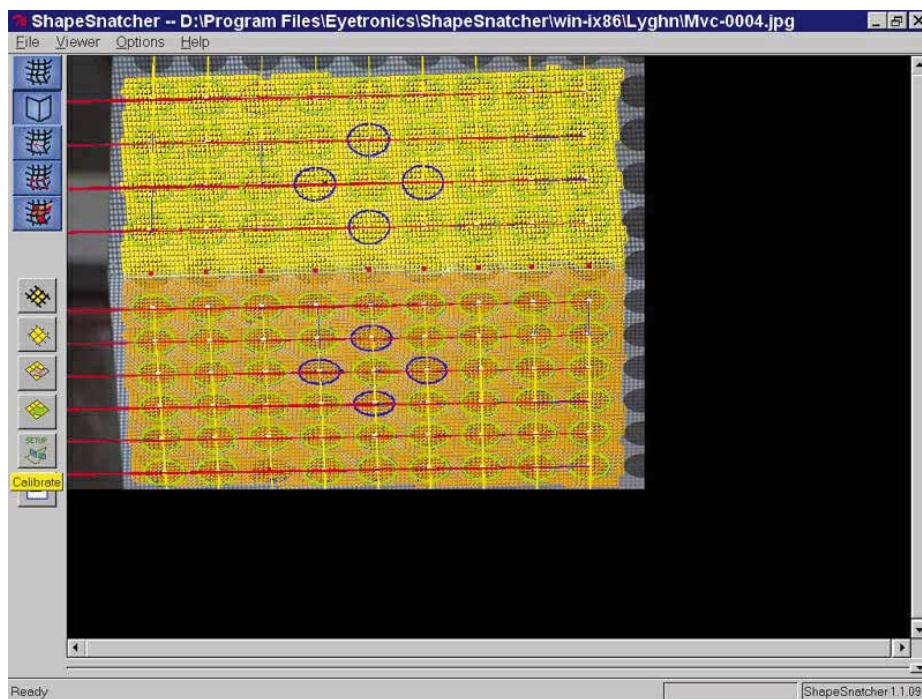 ShapeSnatcher -- D:\Program Files\Eyetronics\ShapeSnatcher\win-ix86\Lyghn\Mvc-0004.jpg
File Viewer Options Help
SETUP
Calibrate
Ready ShapeSnatcher 1.1.09